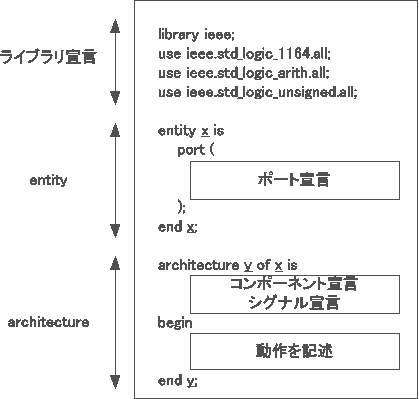 ライブラリ宣言
library ieee;
use ieee.std_logic_1164.all;
use ieee.std_logic_arith.all;
use ieee.std_logic_unsigned.all;
entity
entity x is
port (
ポート宣言
);
end x;
architecture
architecture y of x is
コンポーネント宣言
シグナル宣言
begin
動作を記述
end y;